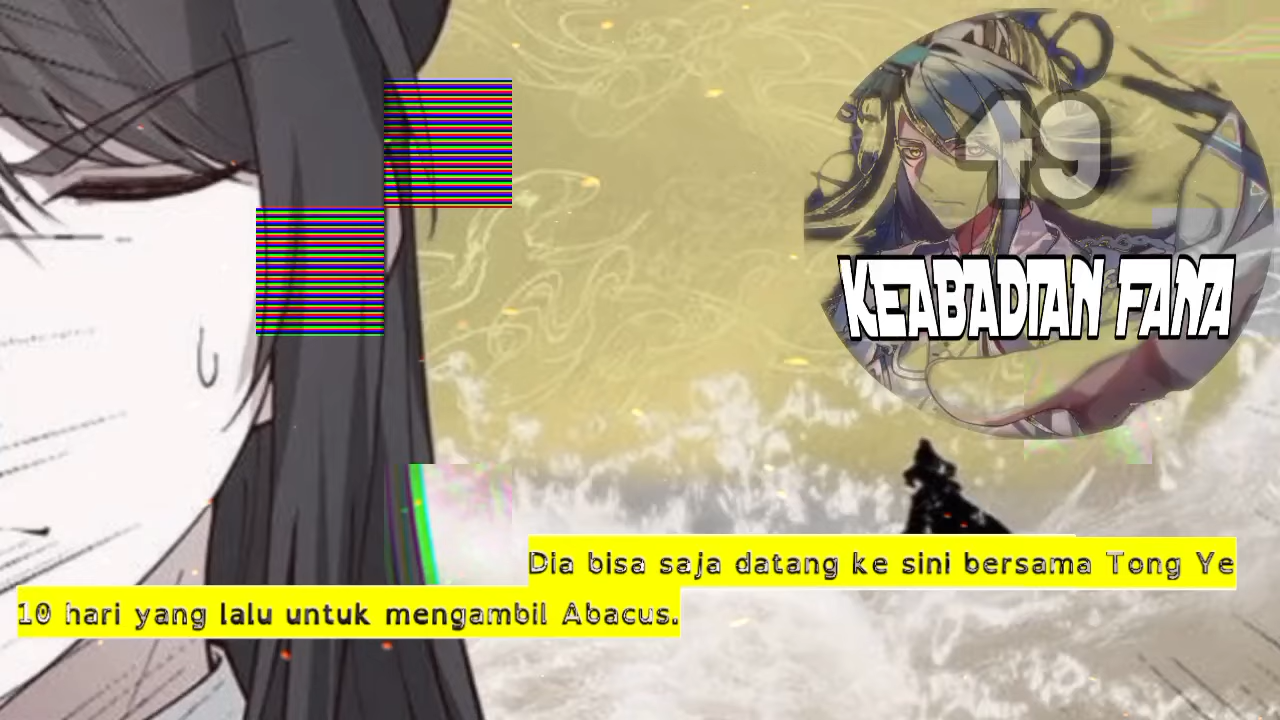 49
KEABADIAN FANA
Dia bisa saja datang ke sini bersama Tong Ye
10 hari yang lalu untuk mengambil Abacus.